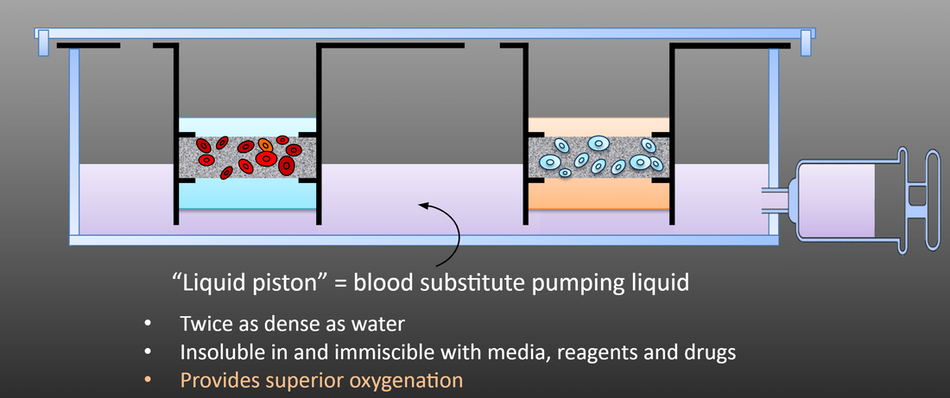 “Liquid piston” = blood substitute pumping liquid
• Twice as dense as water
• Insoluble in and immiscible with media, reagents and drugs
• Provides superior oxygenation